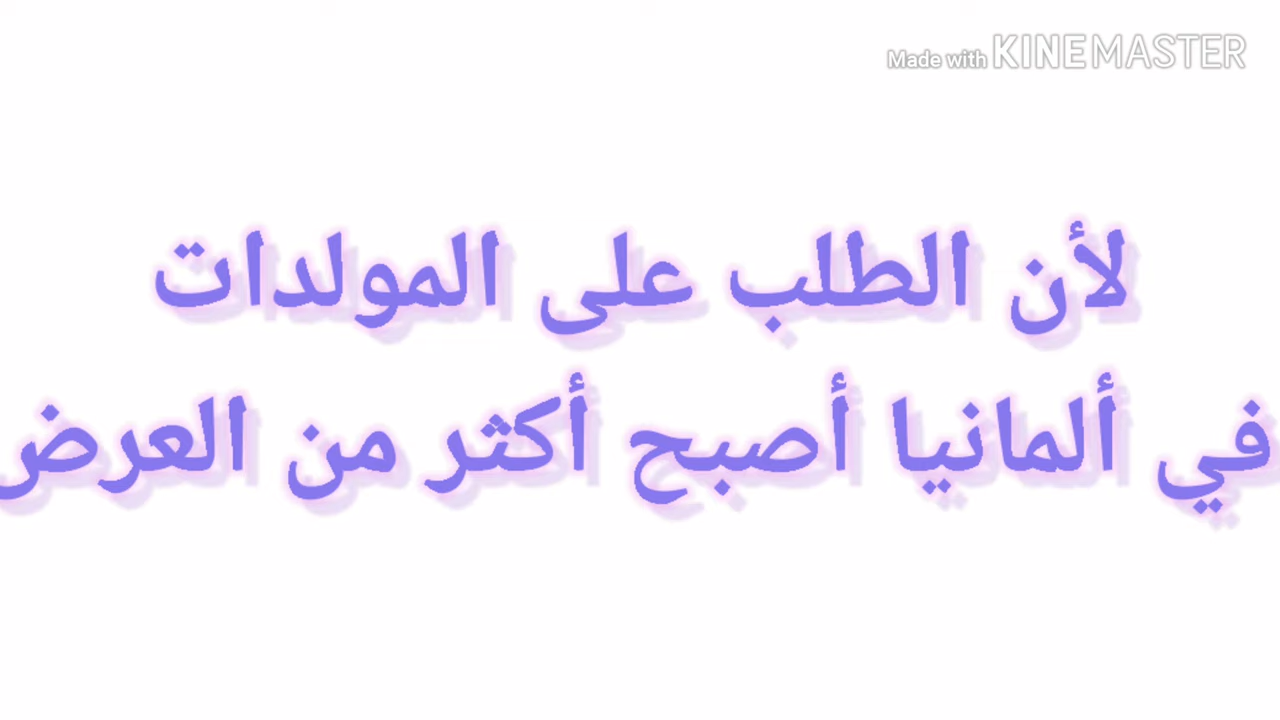 Made with KINEMASTER
لأن الطلب على المولدات
في ألمانيا أصبح أكثر من العرض